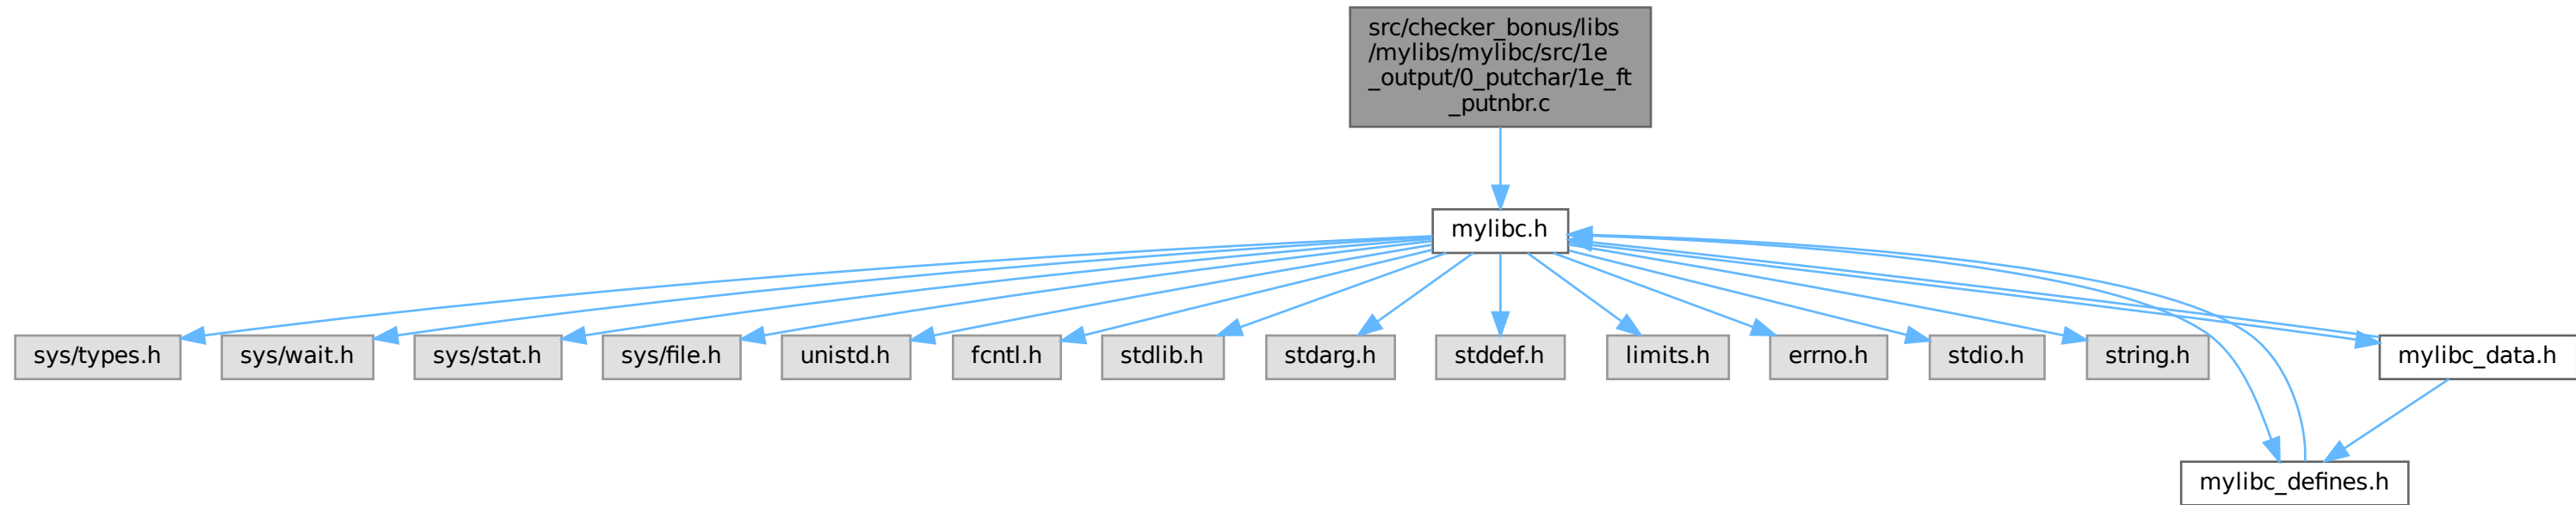 src/checker_bonus/libs
/mylibs/mylibc/src/1e
_output/0_putchar/1e_ft
_putnbr.c
mylibc.h
sys/types.h
sys/wait.h
sys/stat.h
sys/file.h
unistd.h
fcntl.h
stdlib.h
stdarg.h
stddef.h
limits.h
errno.h
stdio.h
string.h
mylibc_data.h
mylibc_defines.h